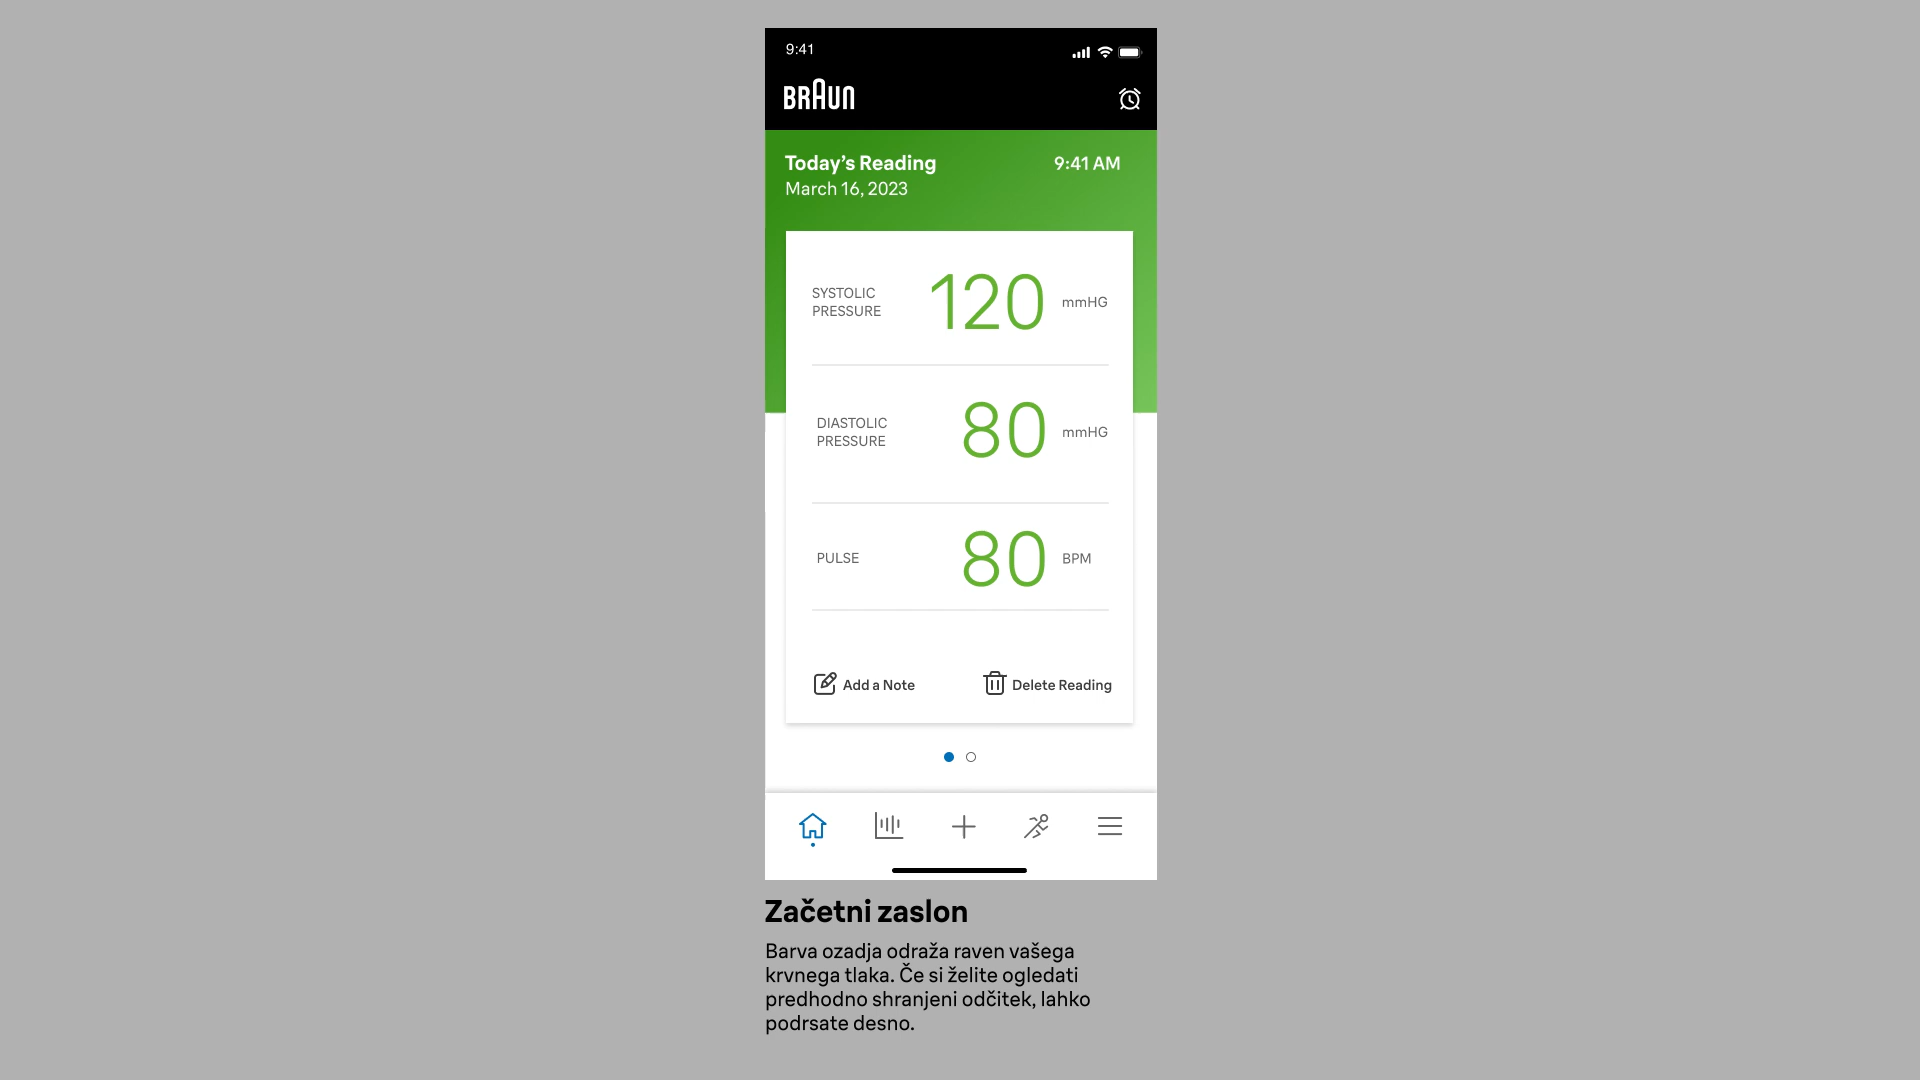 9:41
BRAUN
Today’s Reading 9:41 AM
March 16, 2023
SYSTOLIC
PRESSURE
120 mmHG
DIASTOLIC
PRESSURE
80 mmHG
PULSE 80 BPM
Add a Note Delete Reading
Začetni zaslon
Barva ozadja odraža raven vašega
krvnega tlaka. Če si želite ogledati
predhodno shranjeni odčitek, lahko
podrsate desno.